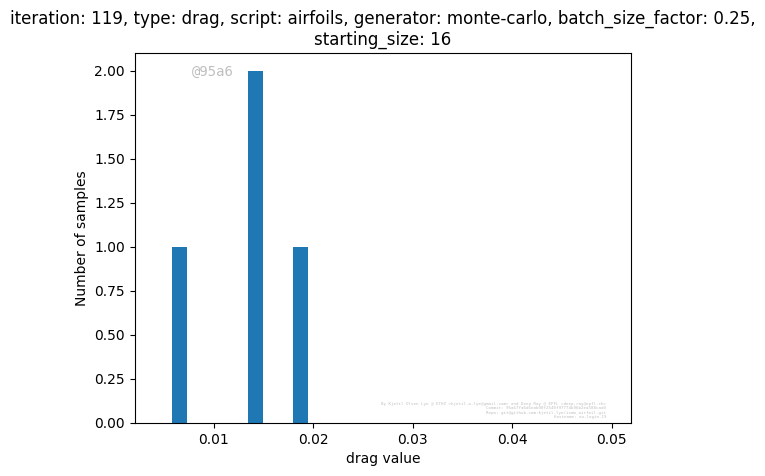 iteration: 119, type: drag, script: airfoils, generator: monte-carlo, batch_size_factor: 0.25,
starting_size: 16
@95a6
2.00
1.75
1.50
1.25
1.00
0.75
0.50
0.25
0.00
Number of samples
0.01
0.02
0.03
0.04
0.05
drag value